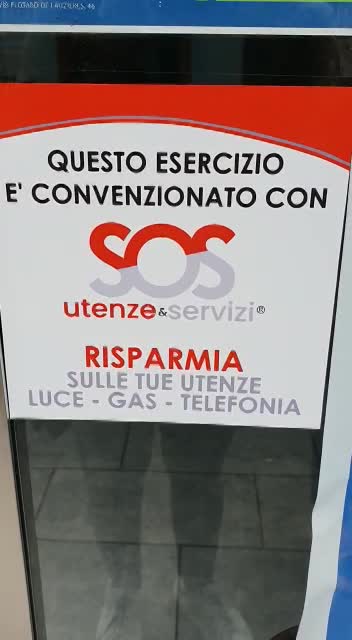 QUESTO ESERCIZIO
E' CONVENZIONATO CON
SOS
utenze&servizi®
RISPARMIA
SULLE TUE UTENZE
LUCE - GAS - TELEFONIA